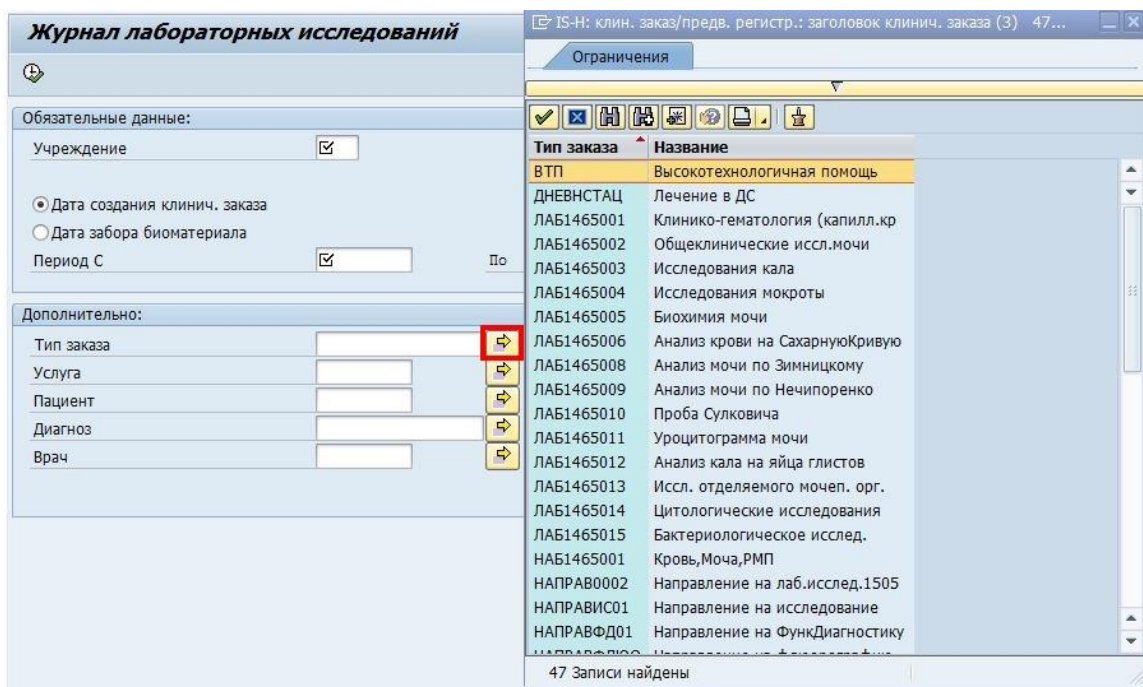 Журнал лабораторных исследований
Обязательные данные:
Учреждение
Дата создания клинич. заказа
Дата забора биоматериала
Период С По
Дополнительно:
Тип заказа
Услуга
Пациент
Диагноз
Врач
IS-H: клин. заказ/предв. регистр.: заголовок клинич. заказа (3) 47...
Ограничения
Тип заказа Название
ВТП Высокотехнологичная помощь
ДНЕВНСТАЦ Лечение в ДС
ЛАБ1465001 Клинико-гематология (капилл.кр
ЛАБ1465002 Общеклинические иссл.мочи
ЛАБ1465003 Исследования кала
ЛАБ1465004 Исследования мокроты
ЛАБ1465005 Биохимия мочи
ЛАБ1465006 Анализ крови на СахарнуюКривую
ЛАБ1465008 Анализ мочи по Зимницкому
ЛАБ1465009 Анализ мочи по Нечипоренко
ЛАБ1465010 Проба Сулковича
ЛАБ1465011 Уроцитограмма мочи
ЛАБ1465012 Анализ кала на яйца глистов
ЛАБ1465013 Иссл. отделяемого мочеп. орг.
ЛАБ1465014 Цитологические исследования
ЛАБ1465015 Бактериологическое исслед.
НАБ1465001 Кровь,Моча,РМП
НАПРАВ0002 Направление на лаб.исслед.1505
НАПРАВИС01 Направление на исследование
НАПРАВФД01 Направление на ФункДиагностику
47 Записи найдены